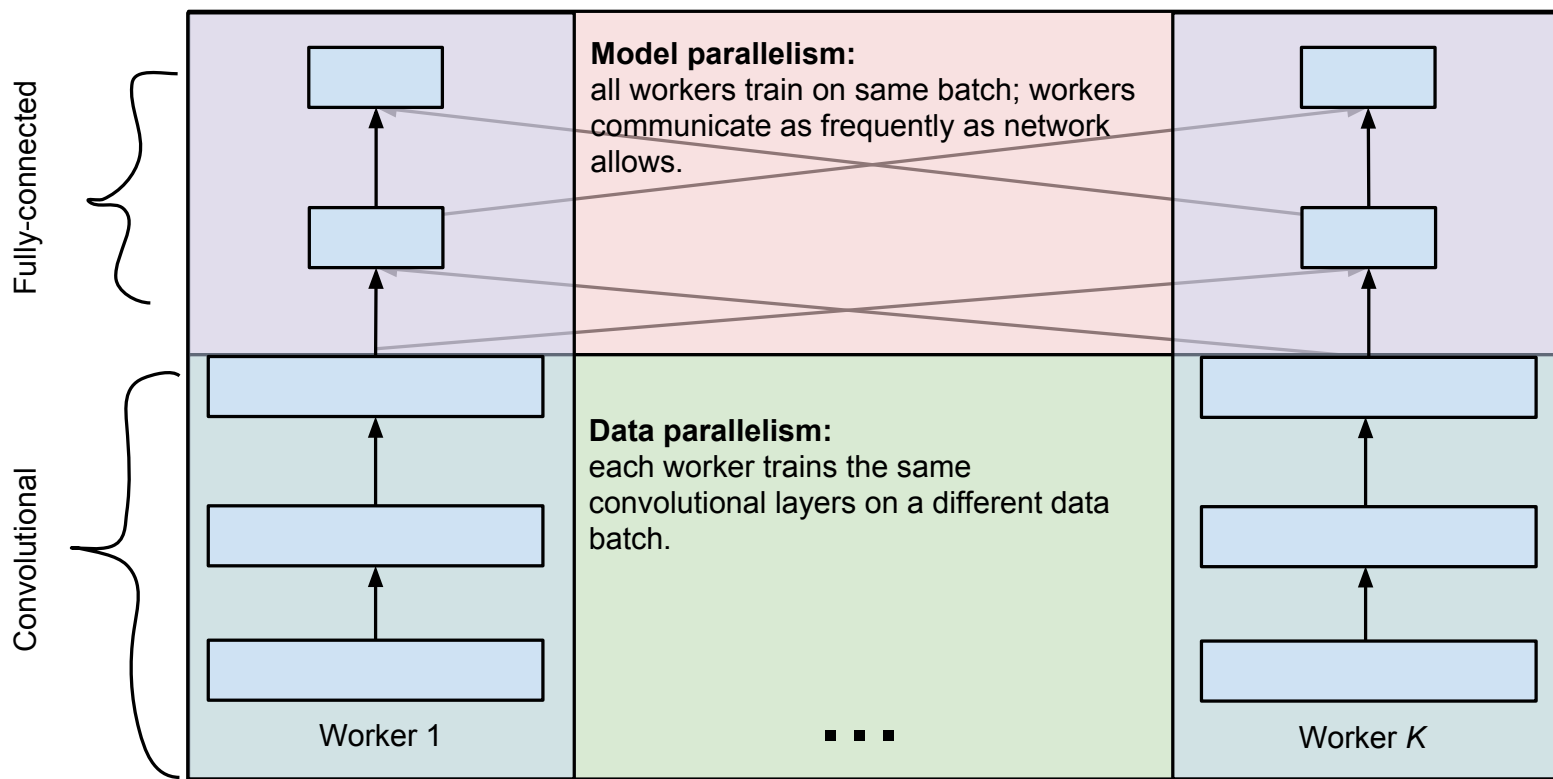 Fully-connected
Model parallelism:
all workers train on same batch; workers
communicate as frequently as network
allows.
Convolutional
Data parallelism:
each worker trains the same
convolutional layers on a different data
batch.
Worker 1
...
Worker K